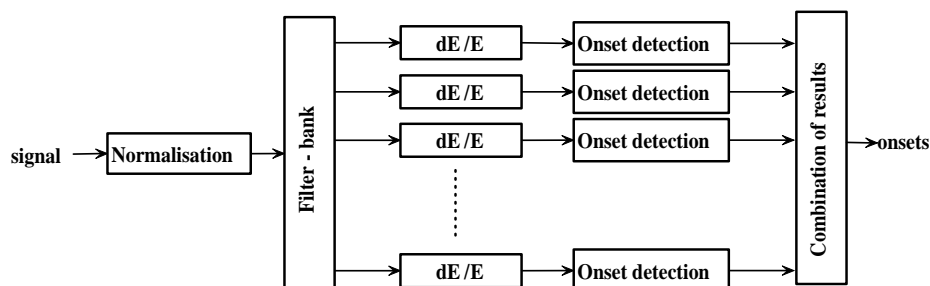 dE /E
Onset detection
dE /E
Onset detection
dE /E
Onset detection
signal
Normalisation
Filter - bank
Combination of results
onsets
dE /E
Onset detection